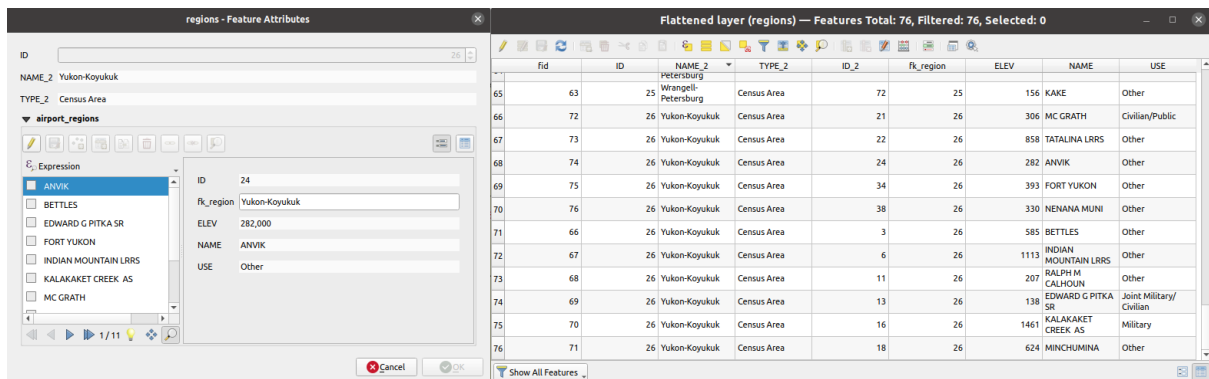 regions - Feature Attributes
ID 26
NAME_2 Yukon-Koyukuk
TYPE_2 Census Area
airport_regions
Expression
ANVIK
BETTLES
EDWARD G PITKA SR
FORT YUKON
INDIAN MOUNTAIN LRRS
KALAKAKET CREEK AS
MC GRATH
1/11
ID 24
fk_region Yukon-Koyukuk
ELEV 282,000
NAME ANVIK
USE Other
Cancel OK
Flattened layer (regions) — Features Total: 76, Filtered: 76, Selected: 0
fid ID NAME_2 TYPE_2 ID_2 fk_region ELEV NAME USE
Petersburg
65 63 25 Wrangell-Petersburg Census Area 72 25 156 KAKE Other
66 72 26 Yukon-Koyukuk Census Area 21 26 306 MC GRATH Civilian/Public
67 73 26 Yukon-Koyukuk Census Area 22 26 858 TATALINA LRRS Other
68 74 26 Yukon-Koyukuk Census Area 24 26 282 ANVIK Other
69 75 26 Yukon-Koyukuk Census Area 34 26 393 FORT YUKON Other
70 76 26 Yukon-Koyukuk Census Area 38 26 330 NENANA MUNI Other
71 66 26 Yukon-Koyukuk Census Area 3 26 585 BETTLES Other
72 67 26 Yukon-Koyukuk Census Area 6 26 1113 INDIAN MOUNTAIN LRRS Other
73 68 26 Yukon-Koyukuk Census Area 11 26 207 RALPH M CALHOUN Other
74 69 26 Yukon-Koyukuk Census Area 13 26 138 EDWARD G PITKA SR Joint Military/Civilian
75 70 26 Yukon-Koyukuk Census Area 16 26 1461 KALAKAKET CREEK AS Military
76 71 26 Yukon-Koyukuk Census Area 18 26 624 MINCHUMINA Other
Show All Features